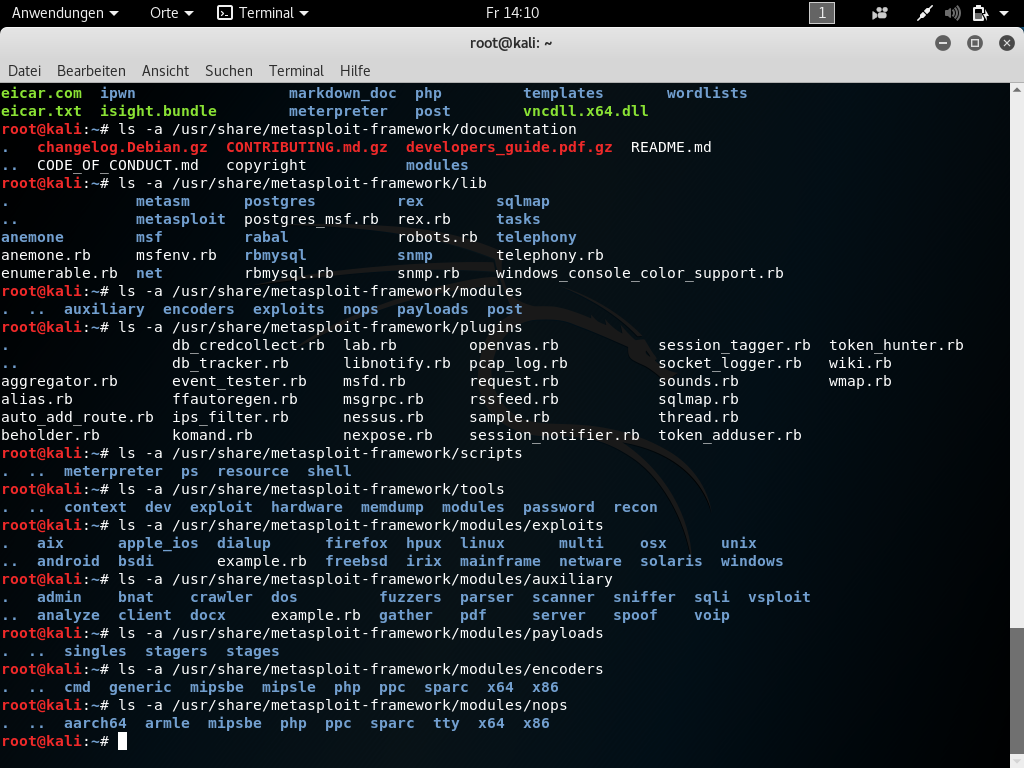 Anwendungen Orte Terminal Fr 14:10 1
root@kali: ~
Datei Bearbeiten Ansicht Suchen Terminal Hilfe
eicar.com ipwn markdown_doc php templates wordlists
eicar.txt isight.bundle meterpreter post vncdll.x64.dll
root@kali:~# ls -a /usr/share/metasploit-framework/documentation
. changelog.Debian.gz CONTRIBUTING.md.gz developers_guide.pdf.gz README.md
.. CODE_OF_CONDUCT.md copyright modules
root@kali:~# ls -a /usr/share/metasploit-framework/lib
. metasm postgres rex sqlmap
.. metasploit postgres_msf.rb rex.rb tasks
anemone msf rabal robots.rb telephony
anemone.rb msfenv.rb rbmysql snmp telephony.rb
enumerable.rb net rbmysql.rb snmp.rb windows_console_color_support.rb
root@kali:~# ls -a /usr/share/metasploit-framework/modules
. .. auxiliary encoders exploits nops payloads post
root@kali:~# ls -a /usr/share/metasploit-framework/plugins
. db_credcollect.rb lab.rb openvas.rb session_tagger.rb token_hunter.rb
.. db_tracker.rb libnotify.rb pcap_log.rb socket_logger.rb wiki.rb
aggregator.rb event_tester.rb msfd.rb request.rb sounds.rb wmap.rb
alias.rb ffautoregen.rb msgrpc.rb rssfeed.rb sqlmap.rb
auto_add_route.rb ips_filter.rb nessus.rb sample.rb thread.rb
beholder.rb komand.rb nexpose.rb session_notifier.rb token_adduser.rb
root@kali:~# ls -a /usr/share/metasploit-framework/scripts
. .. meterpreter ps resource shell
root@kali:~# ls -a /usr/share/metasploit-framework/tools
. .. context dev exploit hardware memdump modules password recon
root@kali:~# ls -a /usr/share/metasploit-framework/modules/exploits
. aix apple_ios dialup firefox hpux linux multi osx unix
.. android bsdi example.rb freebsd irix mainframe netware solaris windows
root@kali:~# ls -a /usr/share/metasploit-framework/modules/auxiliary
. admin bnat crawler dos fuzzers parser scanner sniffer sqli vsploit
.. analyze client docx example.rb gather pdf server spoof voip
root@kali:~# ls -a /usr/share/metasploit-framework/modules/payloads
. .. singles stagers stages
root@kali:~# ls -a /usr/share/metasploit-framework/modules/encoders
. .. cmd generic mipsbe mipsle php ppc sparc x64 x86
root@kali:~# ls -a /usr/share/metasploit-framework/modules/nops
. .. aarch64 armle mipsbe php ppc sparc tty x64 x86
root@kali:~#